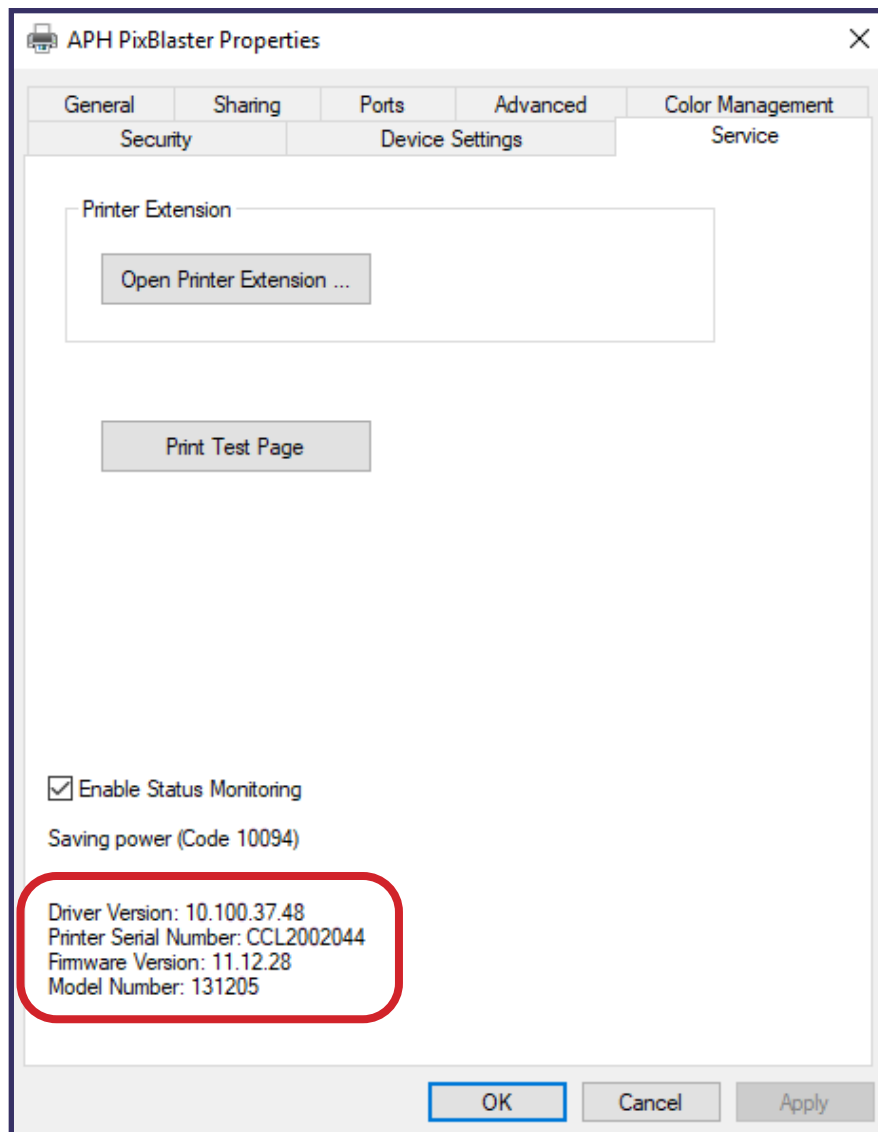 APH PixBlaster Properties
General Sharing Ports Advanced Color Management
Security Device Settings Service
Printer Extension
Open Printer Extension ...
Print Test Page
Enable Status Monitoring
Saving power (Code 10094)
Driver Version: 10.100.37.48
Printer Serial Number: CCL2002044
Firmware Version: 11.12.28
Model Number: 131205
OK Cancel Apply